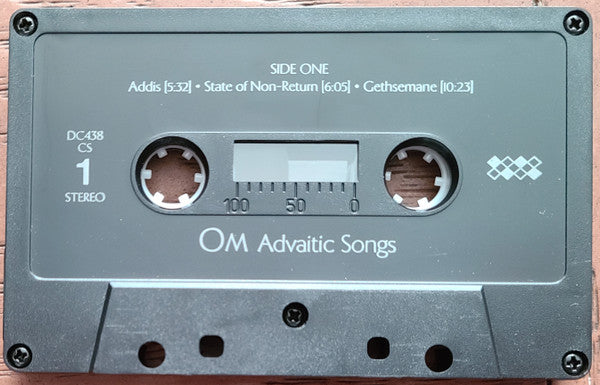 SIDE ONE
Addis [5:32] • State of Non-Return [6:05] • Gethsemane [10:23]
DC438
CS
1
STEREO
100 50 0
OM Advaitic Songs